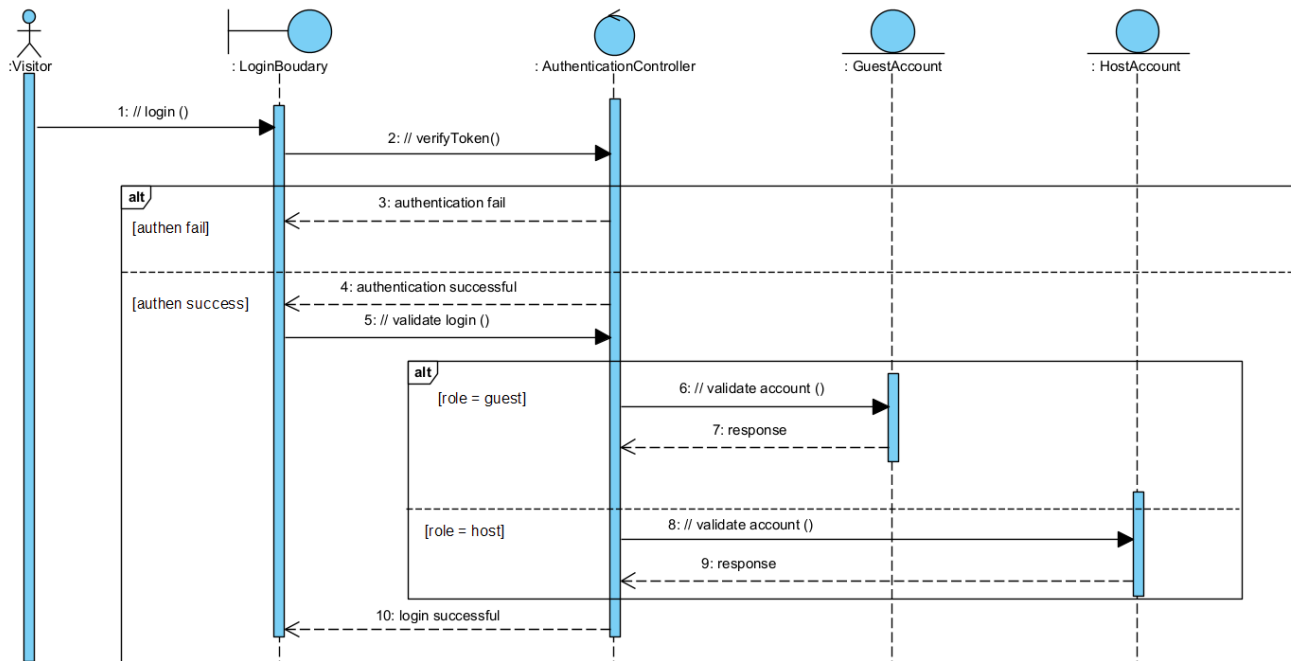 :Visitor
: LoginBoudary
: AuthenticationController
: GuestAccount
: HostAccount
1: // login ()
2: // verifyToken()
alt
3: authentication fail
[authen fail]
4: authentication successful
[authen success]
5: // validate login ()
alt
6: // validate account ()
[role = guest]
7: response
8: // validate account ()
[role = host]
9: response
10: login successful